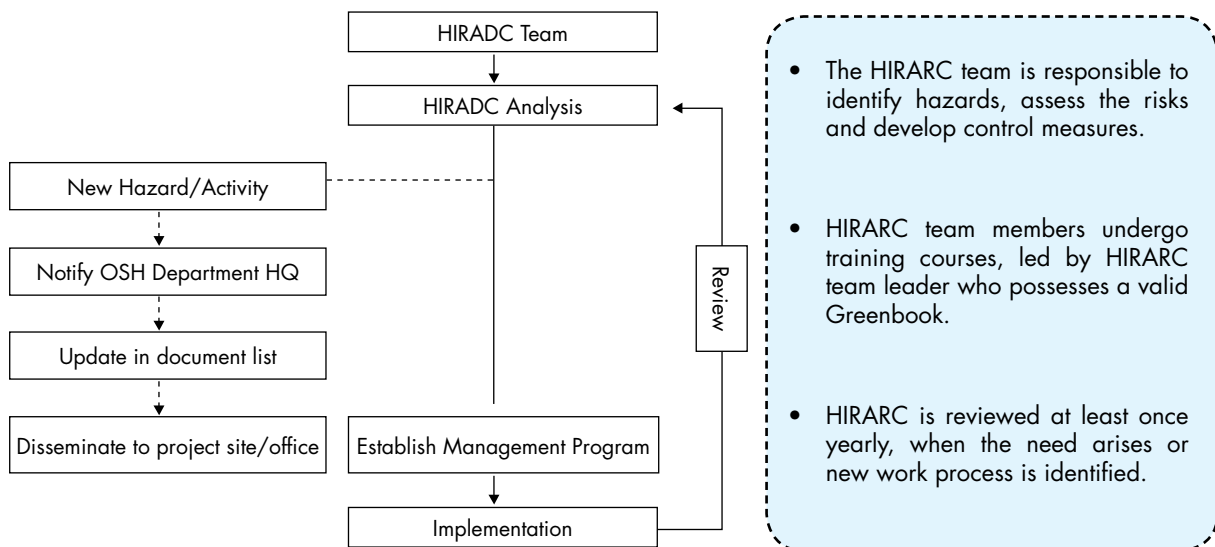 HIRADC Team
HIRADC Analysis
New Hazard/Activity
Notify OSH Department HQ
Update in document list
Disseminate to project site/office
Establish Management Program
Implementation
Review
• The HIRARC team is responsible to
identify hazards, assess the risks
and develop control measures.
• HIRARC team members undergo
training courses, led by HIRARC
team leader who possesses a valid
Greenbook.
• HIRARC is reviewed at least once
yearly, when the need arises or
new work process is identified.